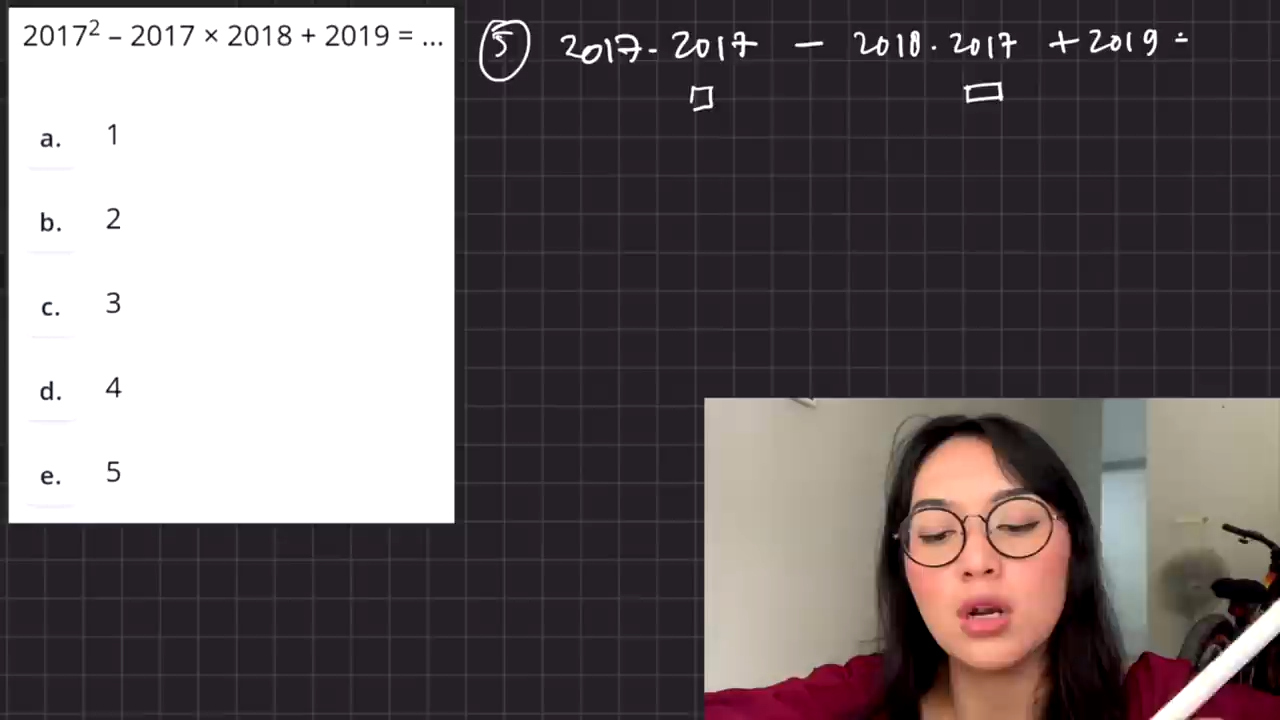 2017² – 2017 × 2018 + 2019 = ...
a. 1
b. 2
c. 3
d. 4
e. 5
5 2017 . 2017 – 2018 . 2017 + 2019 =